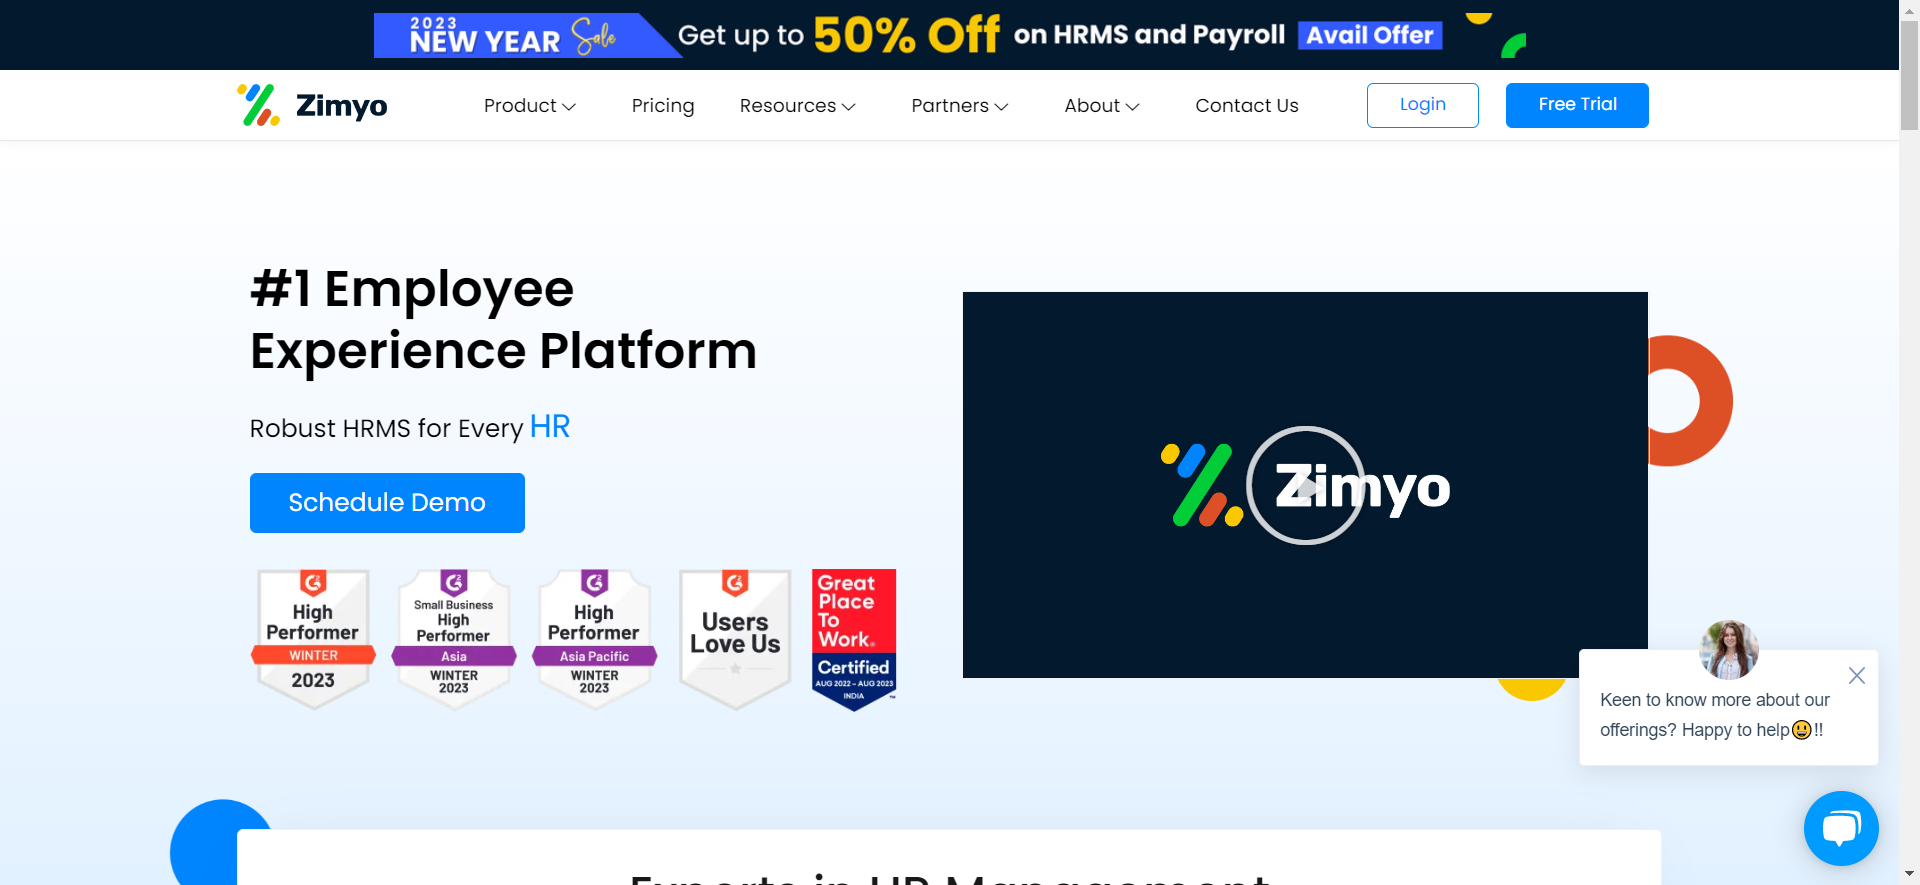 2023
NEW YEAR Sale
Get up to 50% Off on HRMS and Payroll Avail Offer
Zimyo
Product
Pricing
Resources
Partners
About
Contact Us
Login
Free Trial
#1 Employee
Experience Platform
Robust HRMS for Every HR
Schedule Demo
High
Performer
WINTER
2023
Small Business
High
Performer
Asia
WINTER
2023
High
Performer
Asia Pacific
WINTER
2023
Users
Love Us
Great
Place
To
Work.
Certified
AUG 2022 – AUG 2023
INDIA
Zimyo
Keen to know more about our
offerings? Happy to help😃!!
Experts in HR Management